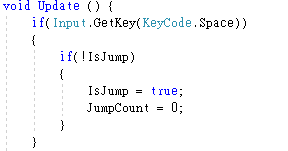 void Update () {
    if(Input.GetKey(KeyCode.Space))
    {
        if(!IsJump)
        {
            IsJump = true;
            JumpCount = 0;
        }
    }